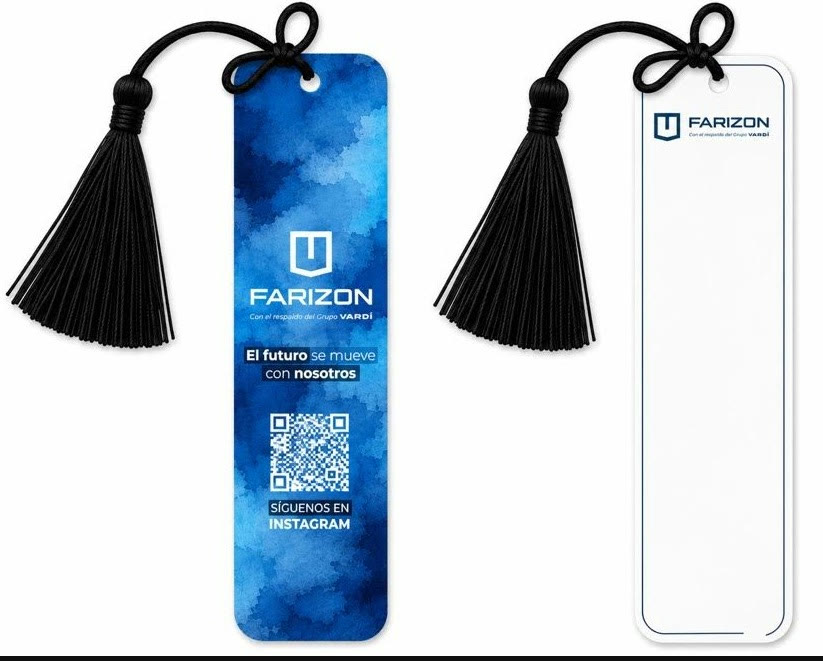 FARIZON
Con el respaldo del Grupo VARDÍ
El futuro se mueve
con nosotros
SÍGUENOS EN
INSTAGRAM
FARIZON
Con el respaldo del Grupo VARDÍ